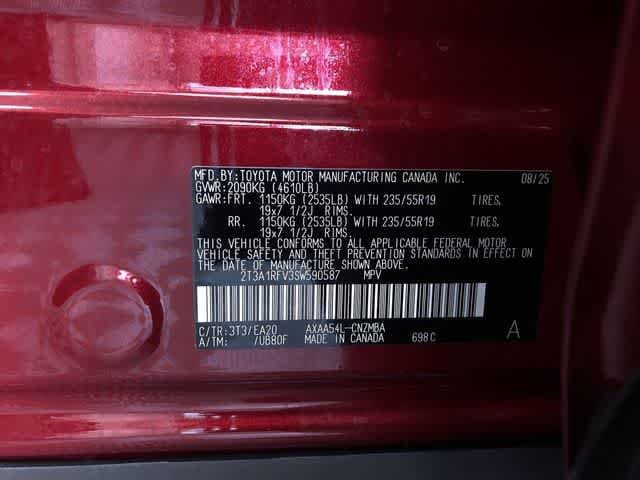 MFD.BY:TOYOTA MOTOR MANUFACTURING CANADA INC. 08/25
GVWR:2090KG (4610LB)
GAWR:FRT. 1150KG (2535LB) WITH 235/55R19 TIRES,
19x7 1/2J RIMS.
RR. 1150KG (2535LB) WITH 235/55R19 TIRES,
19x7 1/2J RIMS.
THIS VEHICLE CONFORMS TO ALL APPLICABLE FEDERAL MOTOR
VEHICLE SAFETY AND THEFT PREVENTION STANDARDS IN EFFECT ON
THE DATE OF MANUFACTURE SHOWN ABOVE.
2T3A1RFV3SW590587 MPV
C/TR:3T3/EA20 AXAA54L-CNZMBA
A/TM: /UB80F MADE IN CANADA 698C A